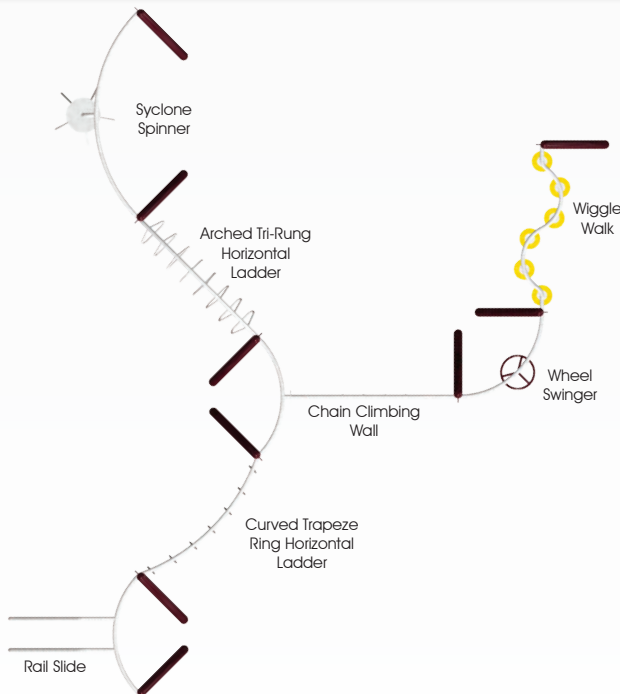 Syclone
Spinner
Arched Tri-Rung
Horizontal
Ladder
Wiggle
Walk
Wheel
Swinger
Chain Climbing
Wall
Curved Trapeze
Ring Horizontal
Ladder
Rail Slide